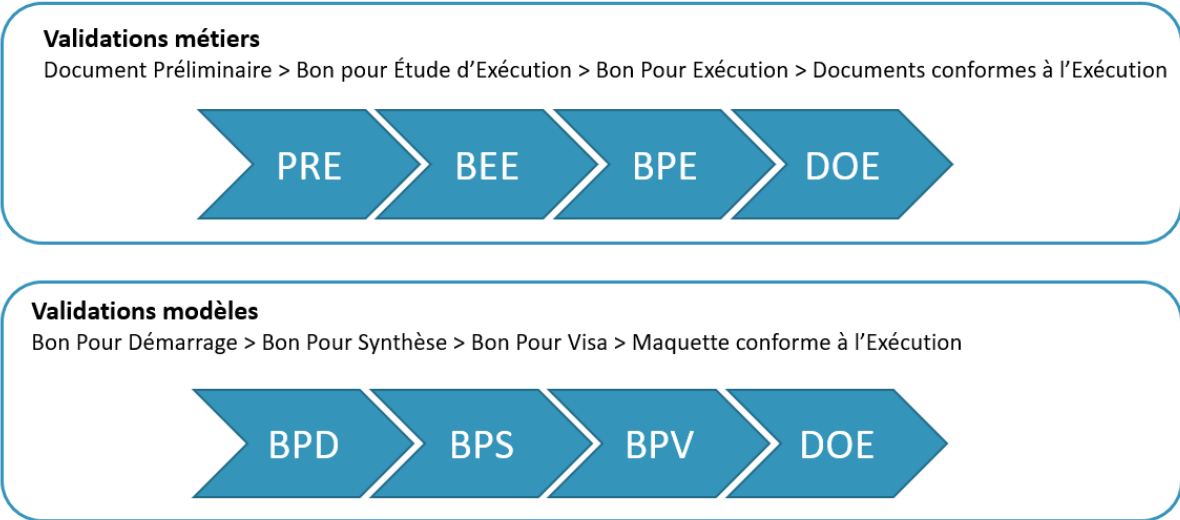 Validations métiers
Document Préliminaire > Bon pour Étude d’Exécution > Bon Pour Exécution > Documents conformes à l’Exécution
PRE
BEE
BPE
DOE
Validations modèles
Bon Pour Démarrage > Bon Pour Synthèse > Bon Pour Visa > Maquette conforme à l’Exécution
BPD
BPS
BPV
DOE